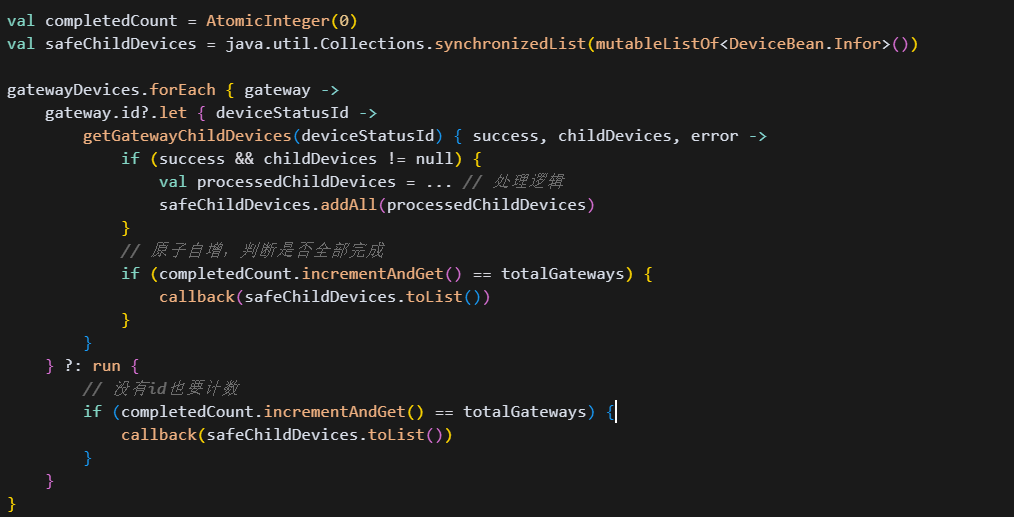 val completedCount = AtomicInteger(0)
val safeChildDevices = java.util.Collections.synchronizedList(mutableListOf<DeviceBean.Infor>())

gatewayDevices.forEach { gateway ->
    gateway.id?.let { deviceStatusId ->
        getGatewayChildDevices(deviceStatusId) { success, childDevices, error ->
            if (success && childDevices != null) {
                val processedChildDevices = ... // 处理逻辑
                safeChildDevices.addAll(processedChildDevices)
            }
            // 原子自增，判断是否全部完成
            if (completedCount.incrementAndGet() == totalGateways) {
                callback(safeChildDevices.toList())
            }
        }
    } ?: run {
        // 没有id也要计数
        if (completedCount.incrementAndGet() == totalGateways) {
            callback(safeChildDevices.toList())
        }
    }
}